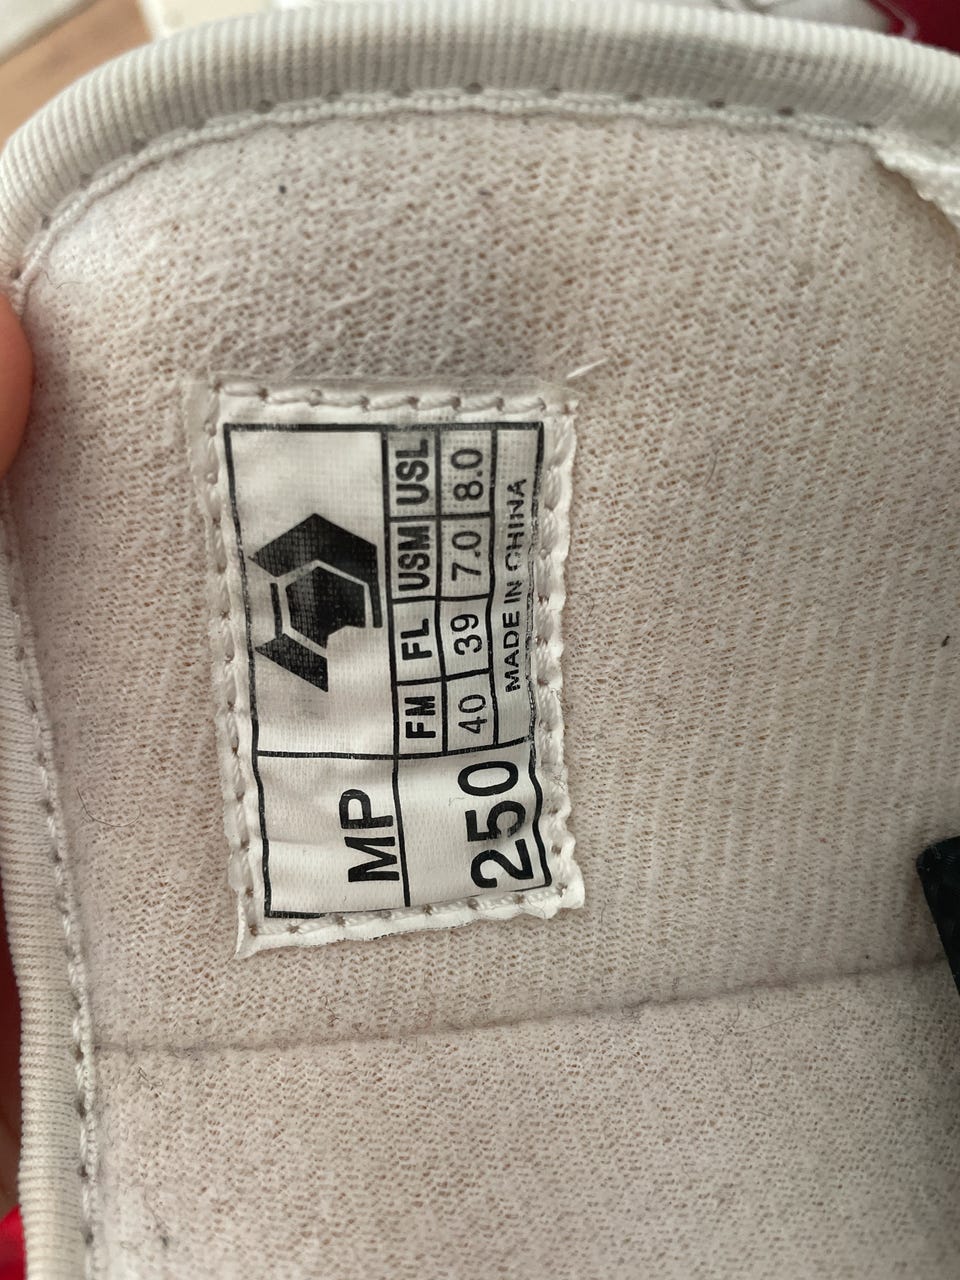 FM FL USM USL
40 39 7.0 8.0
MP MADE IN CHINA
250